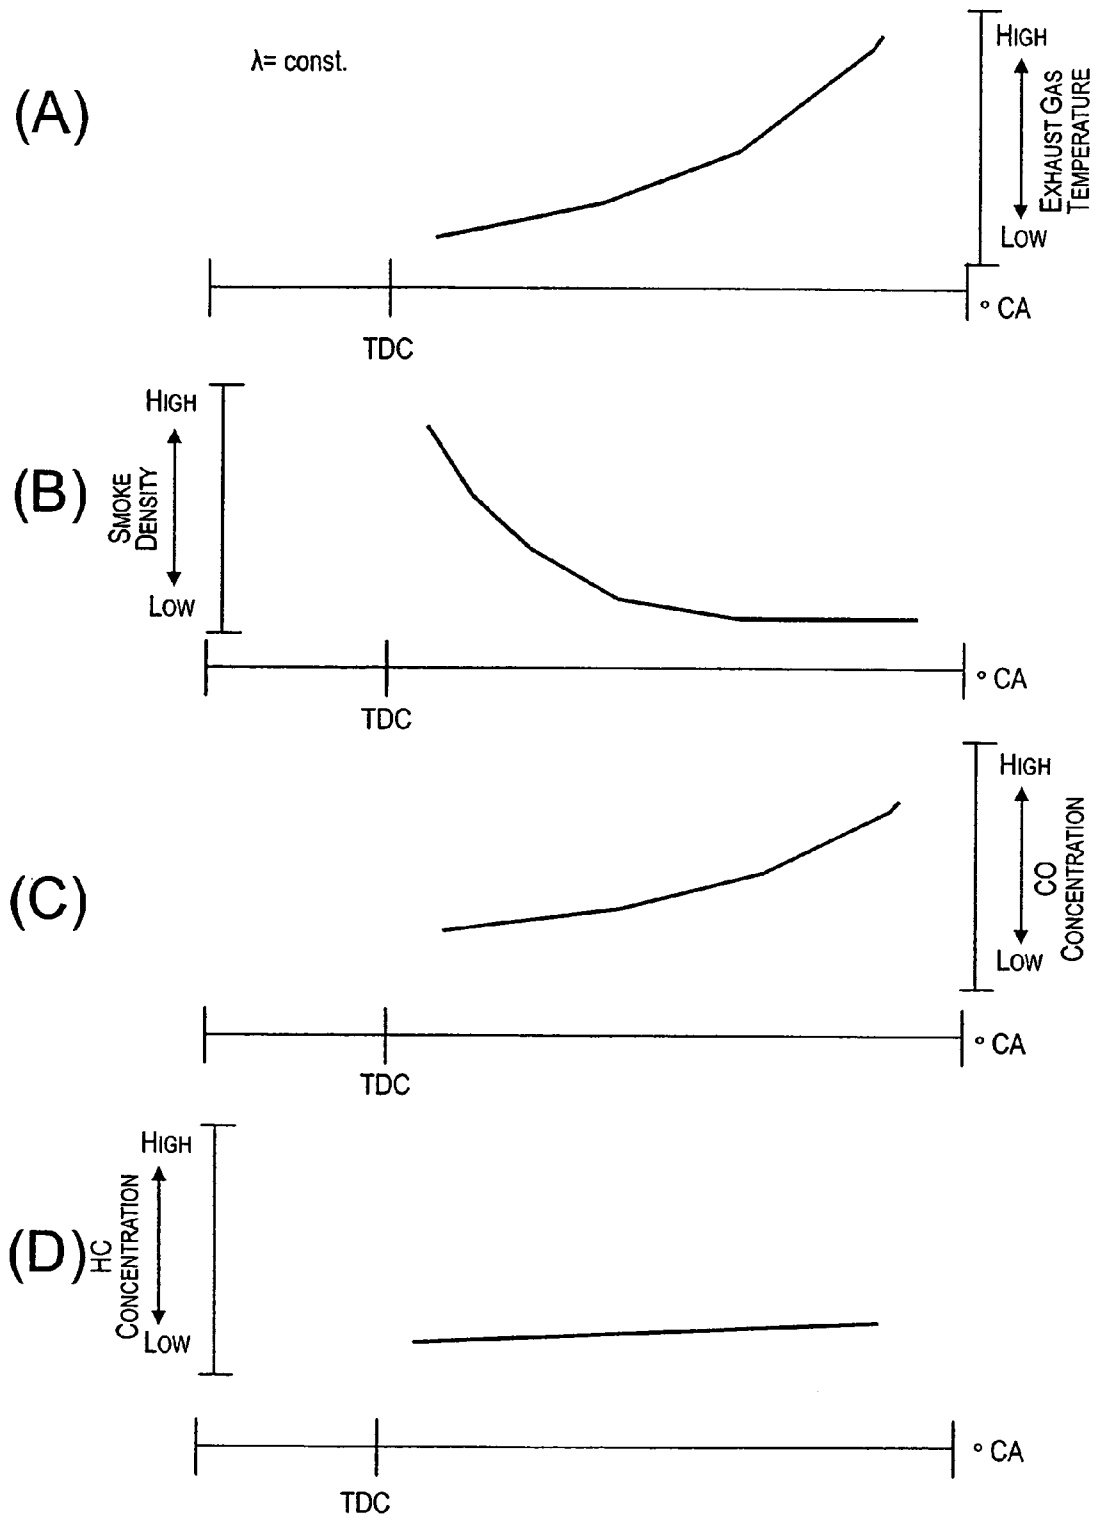 (A)
λ= const.
HIGH
EXHAUST GAS
TEMPERATURE
LOW
° CA
TDC
(B)
HIGH
SMOKE
DENSITY
LOW
° CA
TDC
(C)
HIGH
CO
CONCENTRATION
LOW
° CA
TDC
(D)
HIGH
HC
CONCENTRATION
LOW
° CA
TDC